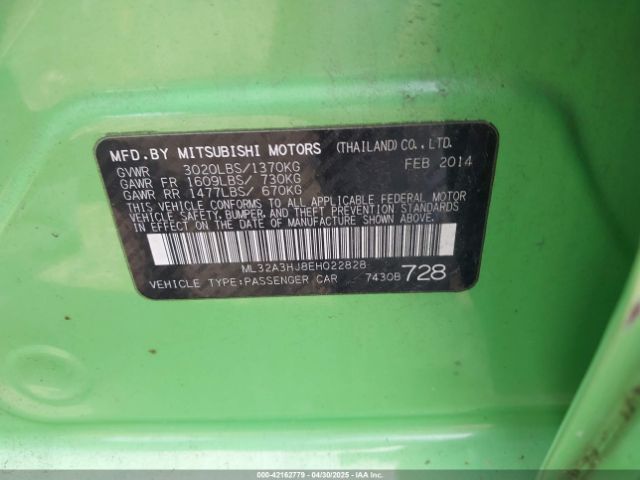 MFD.BY MITSUBISHI MOTORS (THAILAND) CO.,LTD.
GVWR 3020LBS/1370KG FEB 2014
GAWR FR 1609LBS/ 730KG
GAWR RR 1477LBS/ 670KG
THIS VEHICLE CONFORMS TO ALL APPLICABLE FEDERAL MOTOR
VEHICLE SAFETY, BUMPER, AND THEFT PREVENTION STANDARDS
IN EFFECT ON THE DATE OF MANUFACTURE SHOWN ABOVE.
ML32A3HJ8EH022828
VEHICLE TYPE:PASSENGER CAR 7430B 728
000-42162779 - 04/30/2025 - IAAI.COM